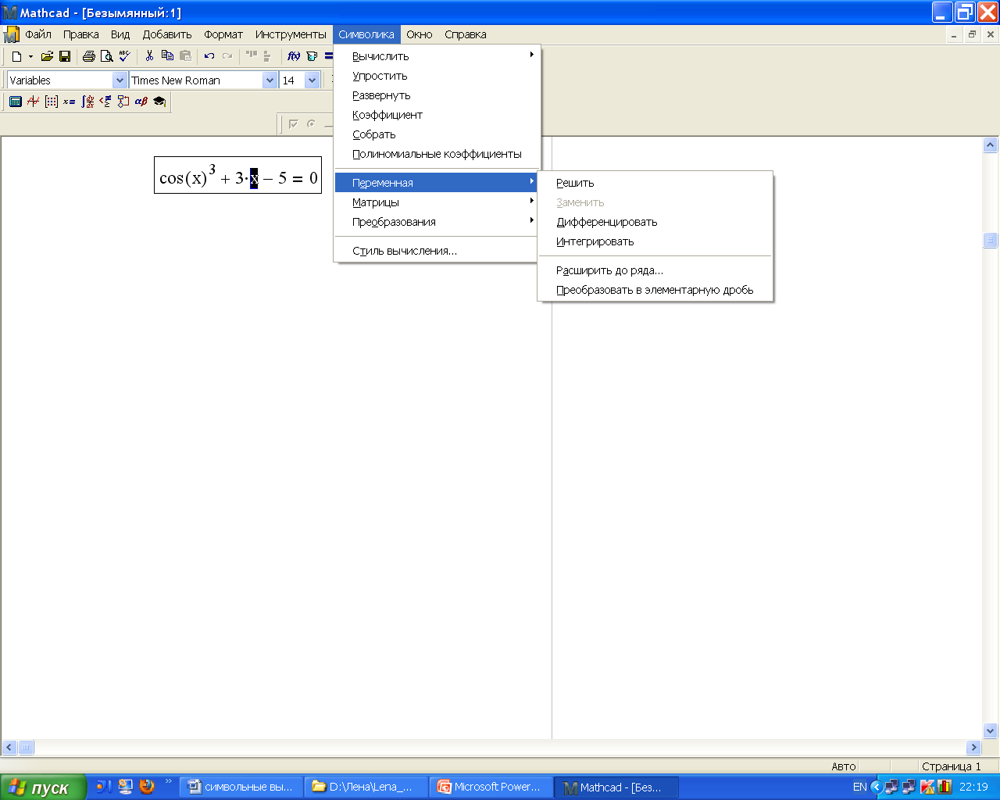 Mathcad - [Безымянный:1]
Файл Правка Вид Добавить Формат Инструменты Символика Окно Справка
Variables Times New Roman 14
Вычислить
Упростить
Развернуть
Коэффициент
Собрать
Полиномиальные коэффициенты
Переменная
Матрицы
Преобразования
Стиль вычисления...
Решить
Заменить
Дифференцировать
Интегрировать
Расширить до ряда...
Преобразовать в элементарную дробь
cos(x)³ + 3·x − 5 = 0
Авто Страница 1
пуск символьные вы... D:\Лена\Lena_... Microsoft Power... Mathcad - [Без... EN 22:19